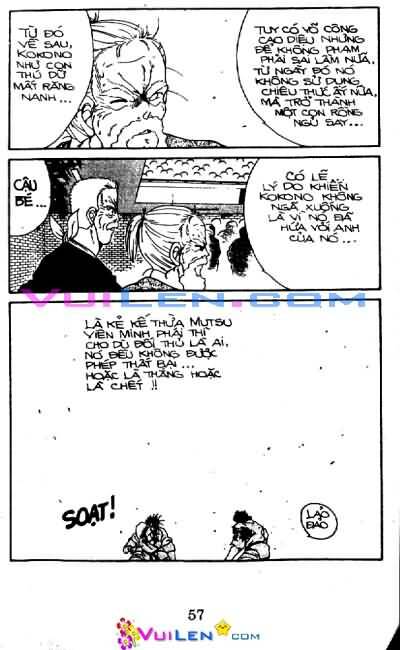 TỪ ĐÓ
VỀ SAU,
KOKONO
NHƯ CON
THÚ DỮ
MẤT RĂNG
NANH...
TUY CÓ VÕ CÔNG
CAO DIỆU NHƯNG
ĐỂ KHÔNG PHẠM
PHẢI SAI LẦM NỮA,
TỪ NGÀY ĐÓ NÓ
KHÔNG SỬ DỤNG
CHIÊU THỨC ẤY NỮA,
MÀ TRỞ THÀNH
MỘT CON RỒNG
NGỦ SAY...
CẬU
BÉ...
CÓ LẼ...
LÝ DO KHIẾN
KOKONO KHÔNG
NGÃ XUỐNG
LÀ VÌ NÓ ĐÃ
HỨA VỚI ANH
CỦA NÓ...
VUILEN.COM
LÀ KẺ KẾ THỪA MUTSU
VIÊN MINH, PHẢI THÌ
CHO DÙ ĐỐI THỦ LÀ AI,
NÓ ĐỀU KHÔNG ĐƯỢC
PHÉP THẤT BẠI...
HOẶC LÀ THẮNG HOẶC
LÀ CHẾT!!
SOẠT!
LẢO
ĐẢO
57
VUILEN.COM